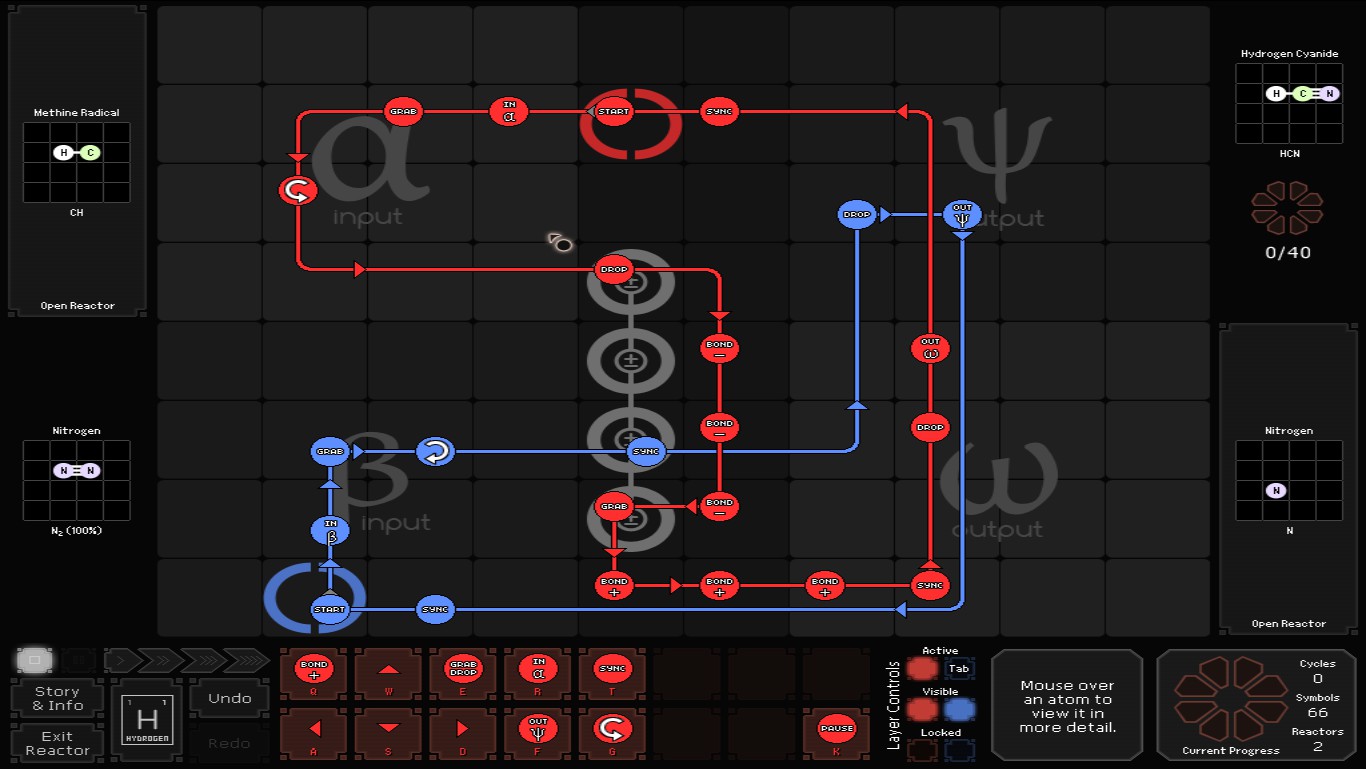 Methine Radical
H C
CH
Open Reactor
Nitrogen
N N
N₂ (100%)
Hydrogen Cyanide
H C N
HCN
0/40
Nitrogen
N
N
Open Reactor
GRAB
IN
α
START
SYNC
α
input
ψ
output
DROP
OUT
ψ
DROP
±
BOND
−
±
OUT
ω
BOND
−
DROP
GRAB
SYNC
β
input
IN
β
GRAB
±
BOND
−
ω
output
BOND
+
BOND
+
BOND
+
SYNC
START
SYNC
Story
& Info
Exit
Reactor
1 1
H
HYDROGEN
Undo
Redo
BOND
+
Q
W
GRAB
DROP
E
IN
α
R
SYNC
T
A
S
D
OUT
ψ
F
G
PAUSE
K
Layer Controls
Active
Tab
Visible
Locked
Mouse over
an atom to
view it in
more detail.
Current Progress
Cycles
0
Symbols
66
Reactors
2